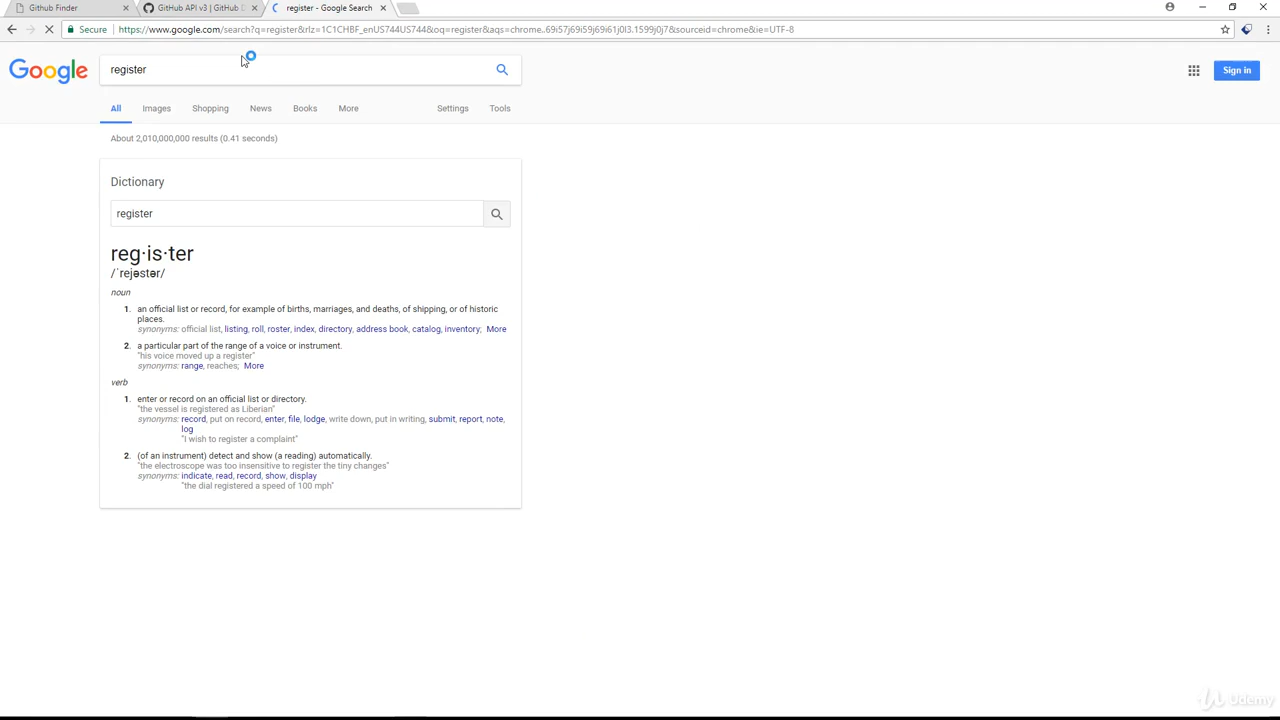 Github Finder
GitHub API v3 | GitHub D
register - Google Search
Secure
https://www.google.com/search?q=register&rlz=1C1CHBF_enUS744US744&oq=register&aqs=chrome..69i57j69i59j69i61j0l3.1599j0j7&sourceid=chrome&ie=UTF-8
Google
register
Sign in
All Images Shopping News Books More Settings Tools
About 2,010,000,000 results (0.41 seconds)
Dictionary
register
reg·is·ter
/ˈrejəstər/
noun
1. an official list or record, for example of births, marriages, and deaths, of shipping, or of historic
places.
synonyms: official list, listing, roll, roster, index, directory, address book, catalog, inventory; More
2. a particular part of the range of a voice or instrument.
"his voice moved up a register"
synonyms: range, reaches; More
verb
1. enter or record on an official list or directory.
"the vessel is registered as Liberian"
synonyms: record, put on record, enter, file, lodge, write down, put in writing, submit, report, note,
log
"I wish to register a complaint"
2. (of an instrument) detect and show (a reading) automatically.
"the electroscope was too insensitive to register the tiny changes"
synonyms: indicate, read, record, show, display
"the dial registered a speed of 100 mph"
Udemy